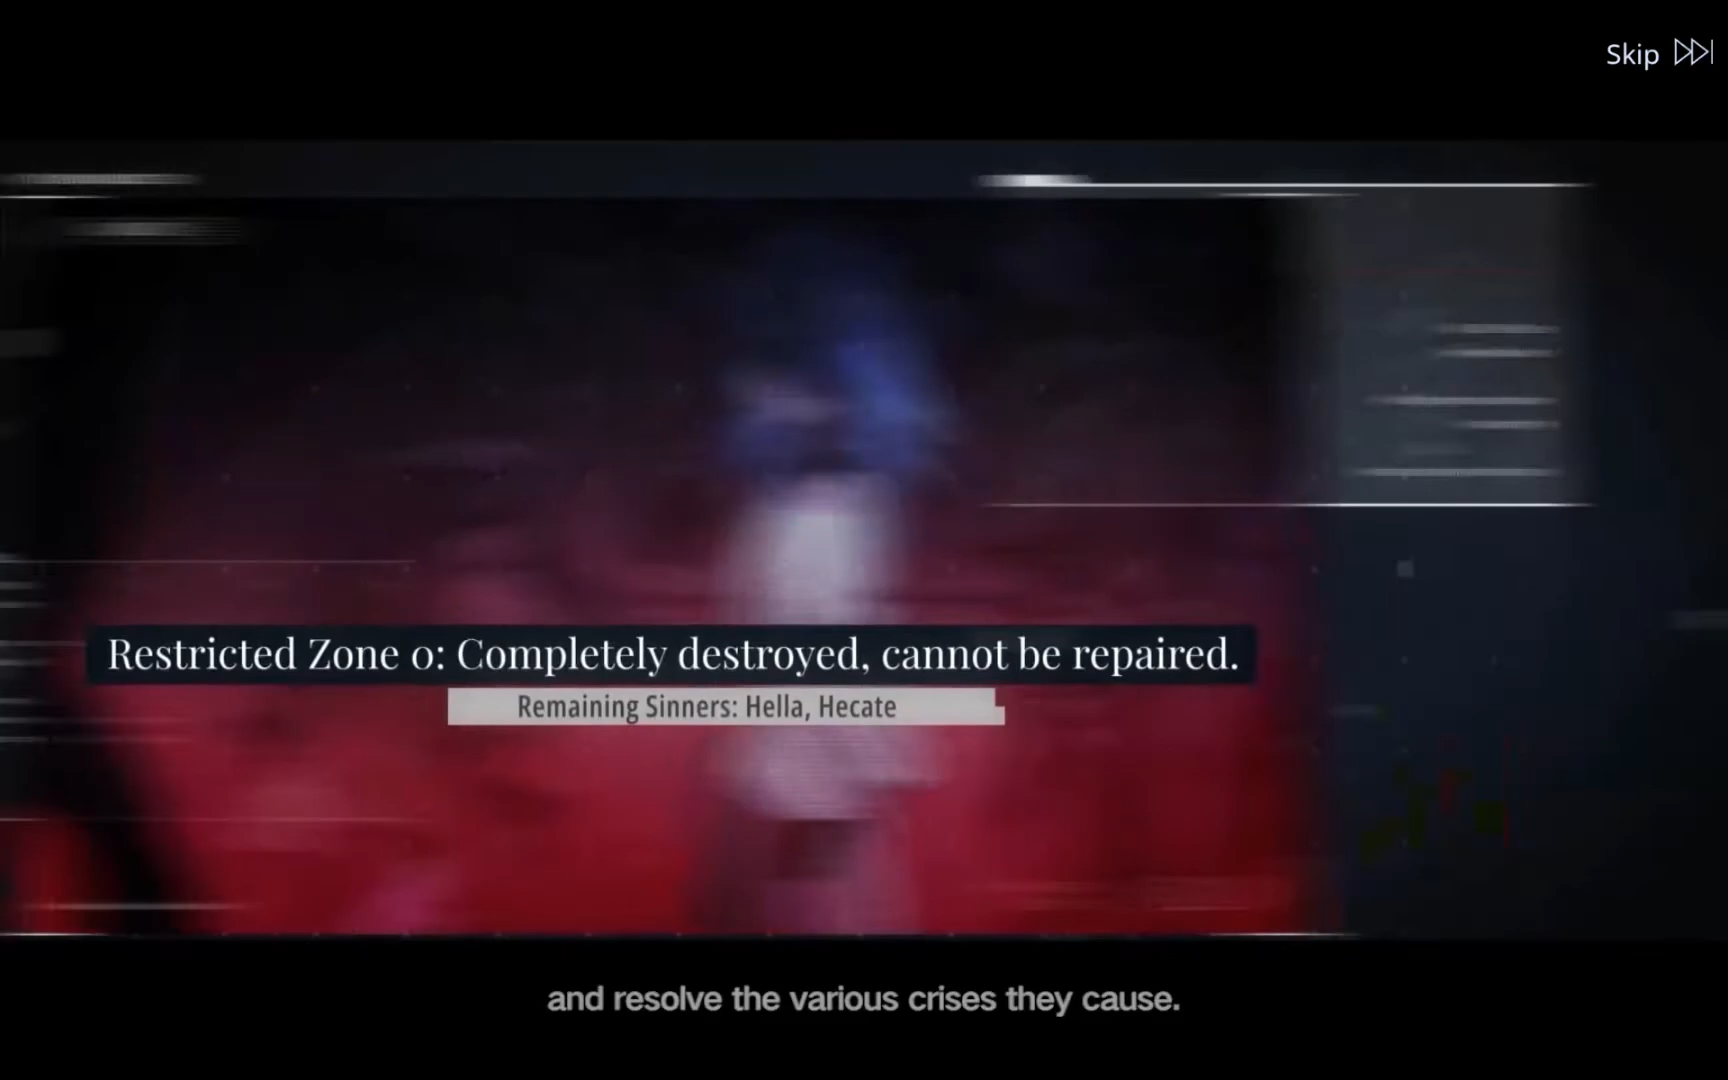 Skip
Restricted Zone 0: Completely destroyed, cannot be repaired.
Remaining Sinners: Hella, Hecate
and resolve the various crises they cause.